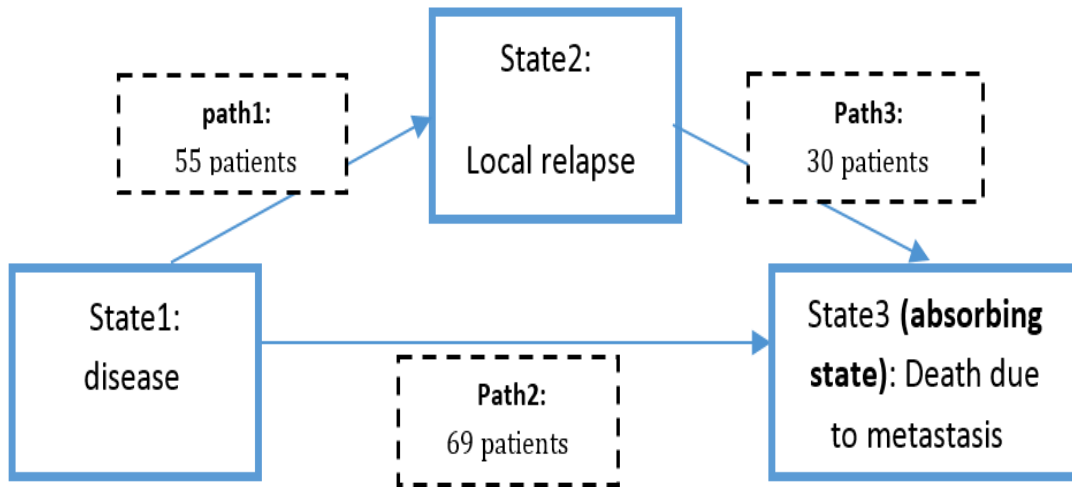 State2:
Local relapse
path1:
55 patients
Path3:
30 patients
State1:
disease
State3 (absorbing
state): Death due
to metastasis
Path2:
69 patients